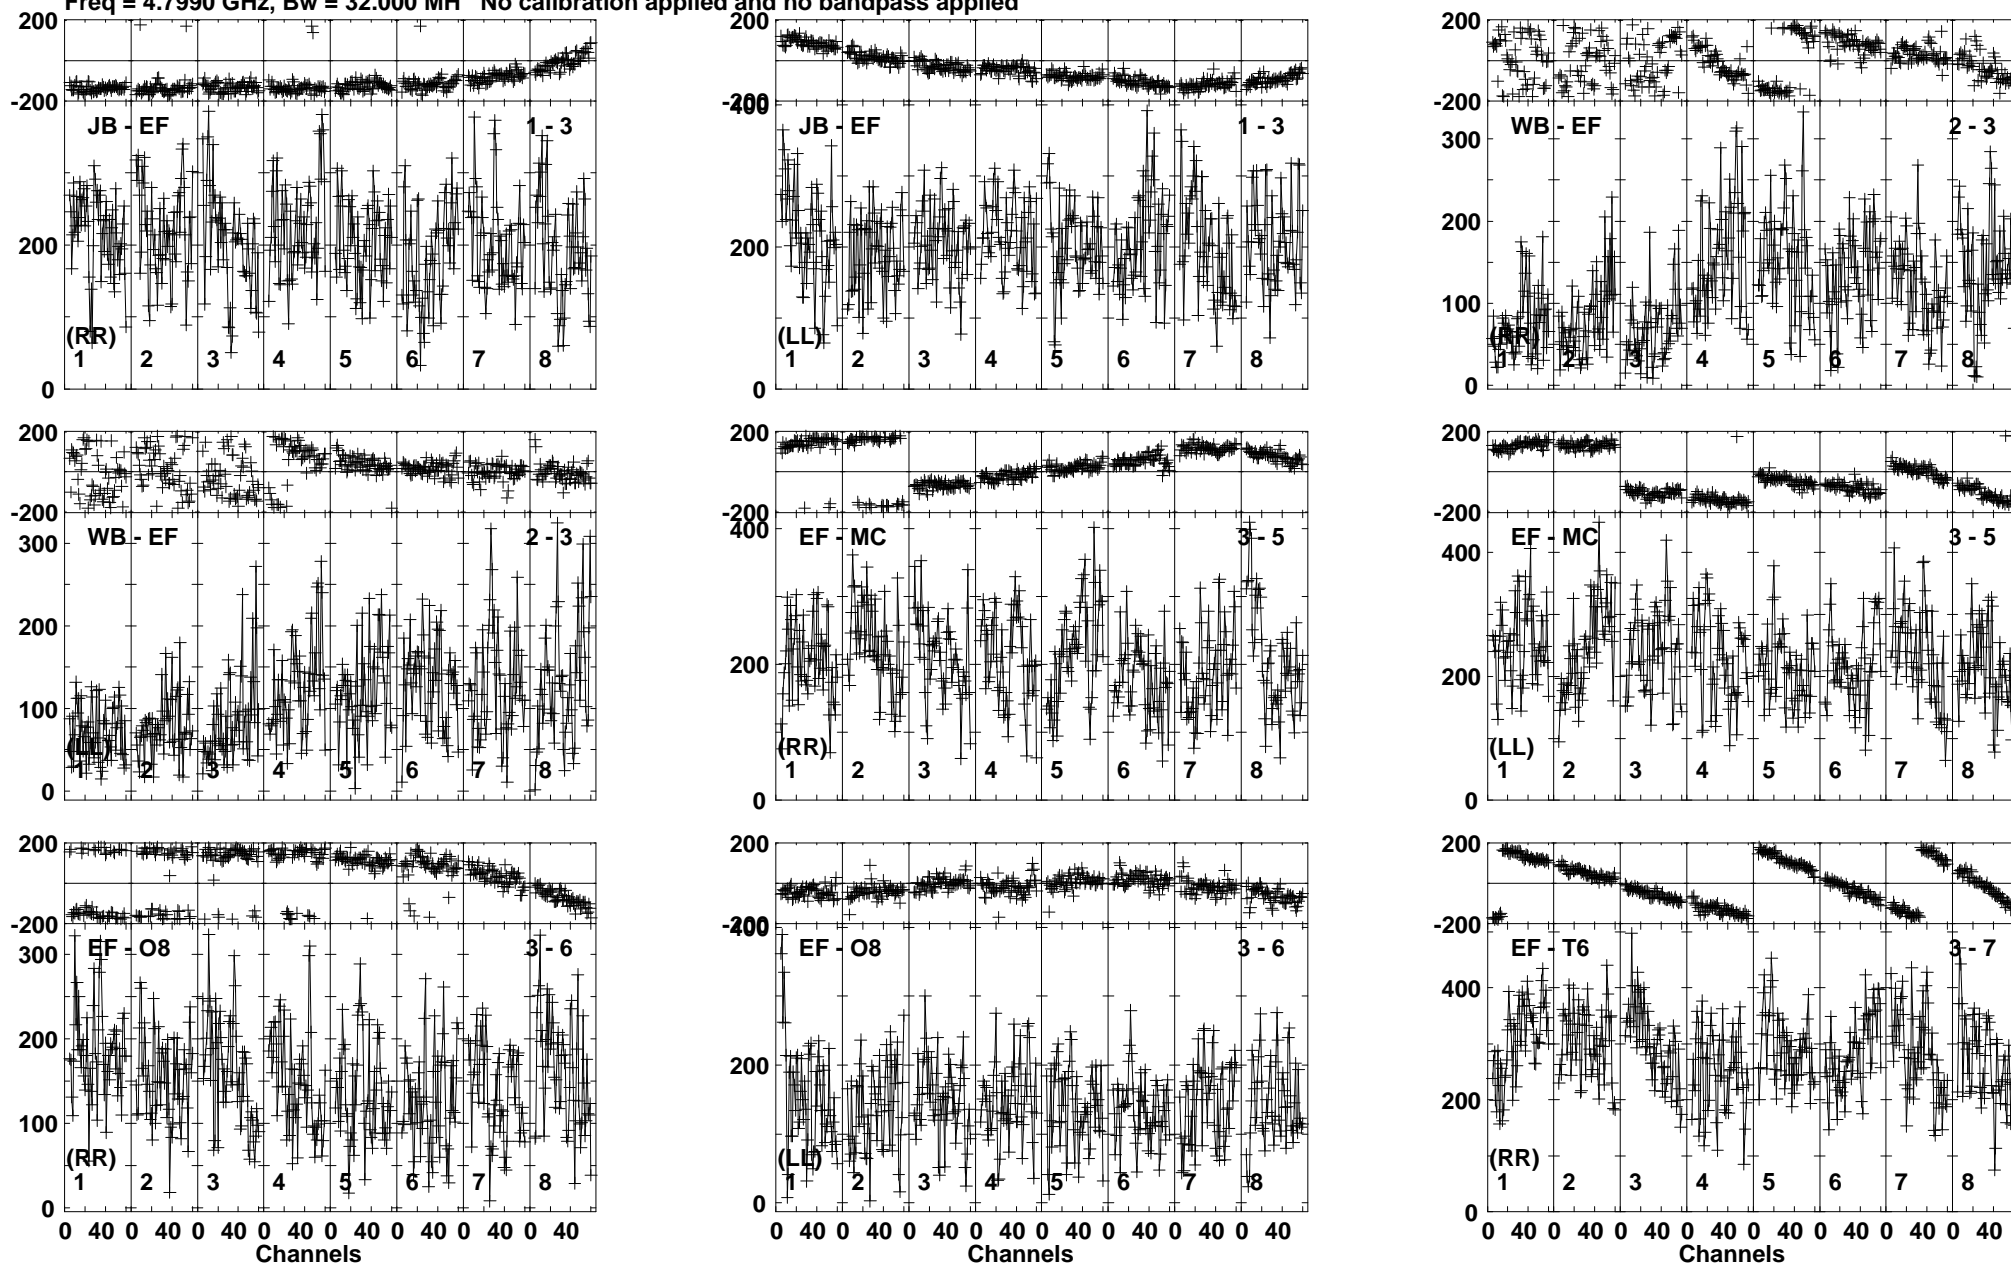 Freq = 4.7990 GHz, Bw = 32.000 MH No calibration applied and no bandpass applied
200 200 200
-200 -200 -200
400
JB - EF 1 - 3 JB - EF 1 - 3 WB - EF 2 - 3
300
200 200 200
100
(RR) (LL) (RR)
1 2 3 4 5 6 7 8 1 2 3 4 5 6 7 8 1 2 3 4 5 6 7 8
0 0 0
200 200 200
-200 -200 -200
WB - EF 2 - 3 EF - MC 3 - 5 EF - MC 3 - 5
300 400 400
200 200 200
100
(LL) (RR) (LL)
1 2 3 4 5 6 7 8 1 2 3 4 5 6 7 8 1 2 3 4 5 6 7 8
0 0 0
200 200 200
-200 -200 -200
400
EF - O8 3 - 6 EF - O8 3 - 6 EF - T6 3 - 7
300 400
200 200 200
100
(RR) (LL) (RR)
1 2 3 4 5 6 7 8 1 2 3 4 5 6 7 8 1 2 3 4 5 6 7 8
0 0 0
0 40 0 40 0 40 0 40 0 40 0 40 0 40 0 40 0 40 0 40 0 40 0 40 0 40 0 40 0 40 0 40 0 40 0 40 0 40 0 40 0 40 0 40 0 40 0 40
Channels Channels Channels